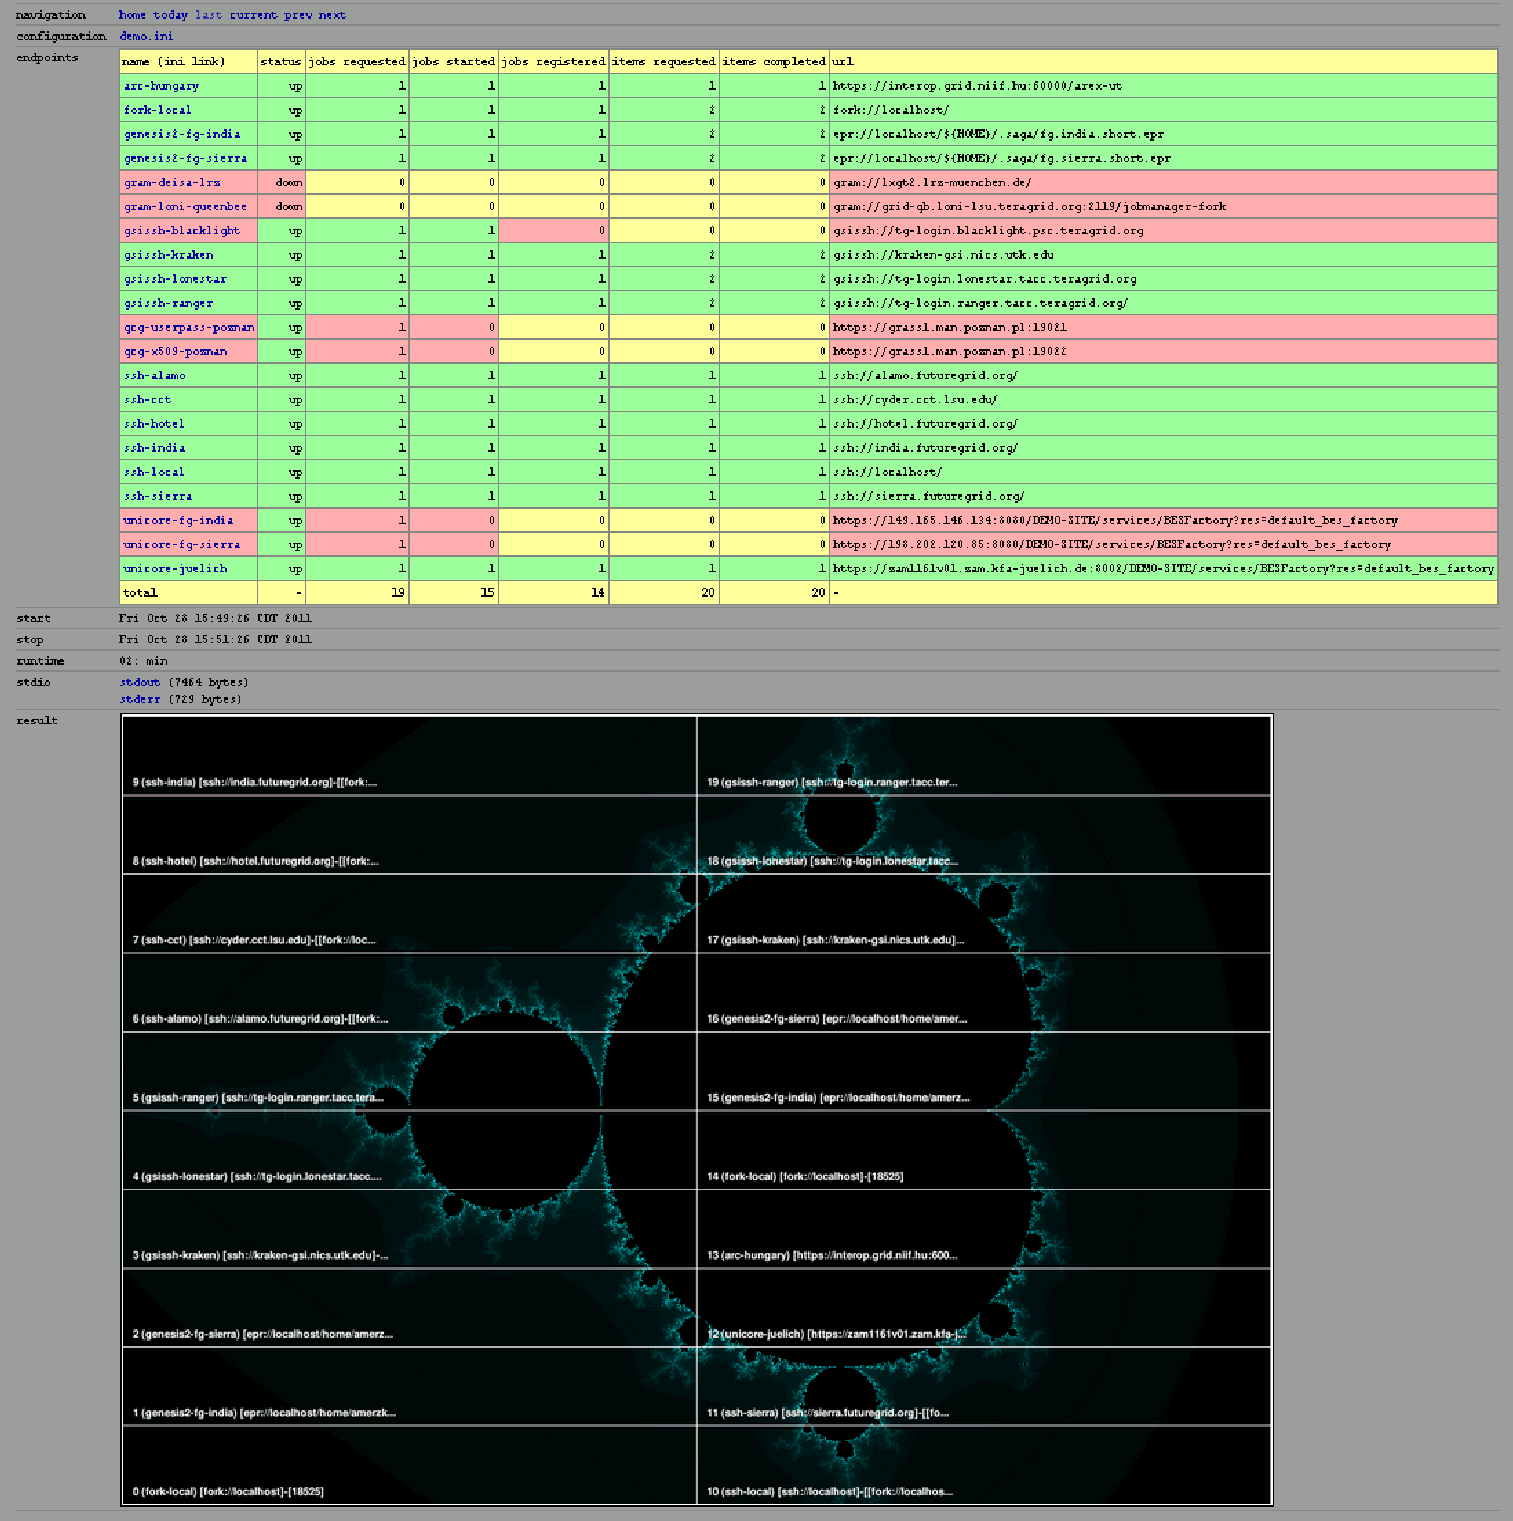 navigation home today last current prev next
configuration demo.ini
endpoints
name (ini link) status jobs requested jobs started jobs registered items requested items completed url
arc-hungary up 1 1 1 1 1 https://interop.grid.niif.hu:60000/arex-ut
fork-local up 1 1 1 2 2 fork://localhost/
genesis2-fg-india up 1 1 1 2 2 epr://localhost/${HOME}/.saga/fg.india.short.epr
genesis2-fg-sierra up 1 1 1 2 2 epr://localhost/${HOME}/.saga/fg.sierra.short.epr
gram-deisa-lrz down 0 0 0 0 0 gram://lxgt2.lrz-muenchen.de/
gram-loni-queenbee down 0 0 0 0 0 gram://grid-qb.loni-lsu.teragrid.org:2119/jobmanager-fork
gsissh-blacklight up 1 1 0 0 0 gsissh://tg-login.blacklight.psc.teragrid.org
gsissh-kraken up 1 1 1 2 2 gsissh://kraken-gsi.nics.utk.edu
gsissh-lonestar up 1 1 1 2 2 gsissh://tg-login.lonestar.tacc.teragrid.org
gsissh-ranger up 1 1 1 2 2 gsissh://tg-login.ranger.tacc.teragrid.org/
gcg-userpass-poznan up 1 0 0 0 0 https://grass1.man.poznan.pl:19021
gcg-x509-poznan up 1 0 0 0 0 https://grass1.man.poznan.pl:19022
ssh-alamo up 1 1 1 1 1 ssh://alamo.futuregrid.org/
ssh-cct up 1 1 1 1 1 ssh://cyder.cct.lsu.edu/
ssh-hotel up 1 1 1 1 1 ssh://hotel.futuregrid.org/
ssh-india up 1 1 1 1 1 ssh://india.futuregrid.org/
ssh-local up 1 1 1 1 1 ssh://localhost/
ssh-sierra up 1 1 1 1 1 ssh://sierra.futuregrid.org/
unicore-fg-india up 1 0 0 0 0 https://149.165.146.134:8080/DEMO-SITE/services/BESFactory?res=default_bes_factory
unicore-fg-sierra up 1 0 0 0 0 https://198.202.120.85:8080/DEMO-SITE/services/BESFactory?res=default_bes_factory
unicore-juelich up 1 1 1 1 1 https://zam1161v01.zam.kfa-juelich.de:8002/DEMO-SITE/services/BESFactory?res=default_bes_factory
total - 19 15 14 20 20 -
start Fri Oct 28 15:49:26 CDT 2011
stop Fri Oct 28 15:51:26 CDT 2011
runtime 02: min
stdio stdout (7464 bytes)
stderr (729 bytes)
result
9 (ssh-india) [ssh://india.futuregrid.org]-[[fork:...
19 (gsissh-ranger) [ssh://tg-login.ranger.tacc.ter...
8 (ssh-hotel) [ssh://hotel.futuregrid.org]-[[fork:...
18 (gsissh-lonestar) [ssh://tg-login.lonestar.tacc...
7 (ssh-cct) [ssh://cyder.cct.lsu.edu]-[[fork://loc...
17 (gsissh-kraken) [ssh://kraken-gsi.nics.utk.edu]...
6 (ssh-alamo) [ssh://alamo.futuregrid.org]-[[fork:...
16 (genesis2-fg-sierra) [epr://localhost/home/amer...
5 (gsissh-ranger) [ssh://tg-login.ranger.tacc.tera...
15 (genesis2-fg-india) [epr://localhost/home/amerz...
4 (gsissh-lonestar) [ssh://tg-login.lonestar.tacc....
14 (fork-local) [fork://localhost]-[18525]
3 (gsissh-kraken) [ssh://kraken-gsi.nics.utk.edu]-...
13 (arc-hungary) [https://interop.grid.niif.hu:600...
2 (genesis2-fg-sierra) [epr://localhost/home/amerz...
12 (unicore-juelich) [https://zam1161v01.zam.kfa-j...
1 (genesis2-fg-india) [epr://localhost/home/amerzk...
11 (ssh-sierra) [ssh://sierra.futuregrid.org]-[[fo...
0 (fork-local) [fork://localhost]-[18525]
10 (ssh-local) [ssh://localhost]-[[fork://localhos...